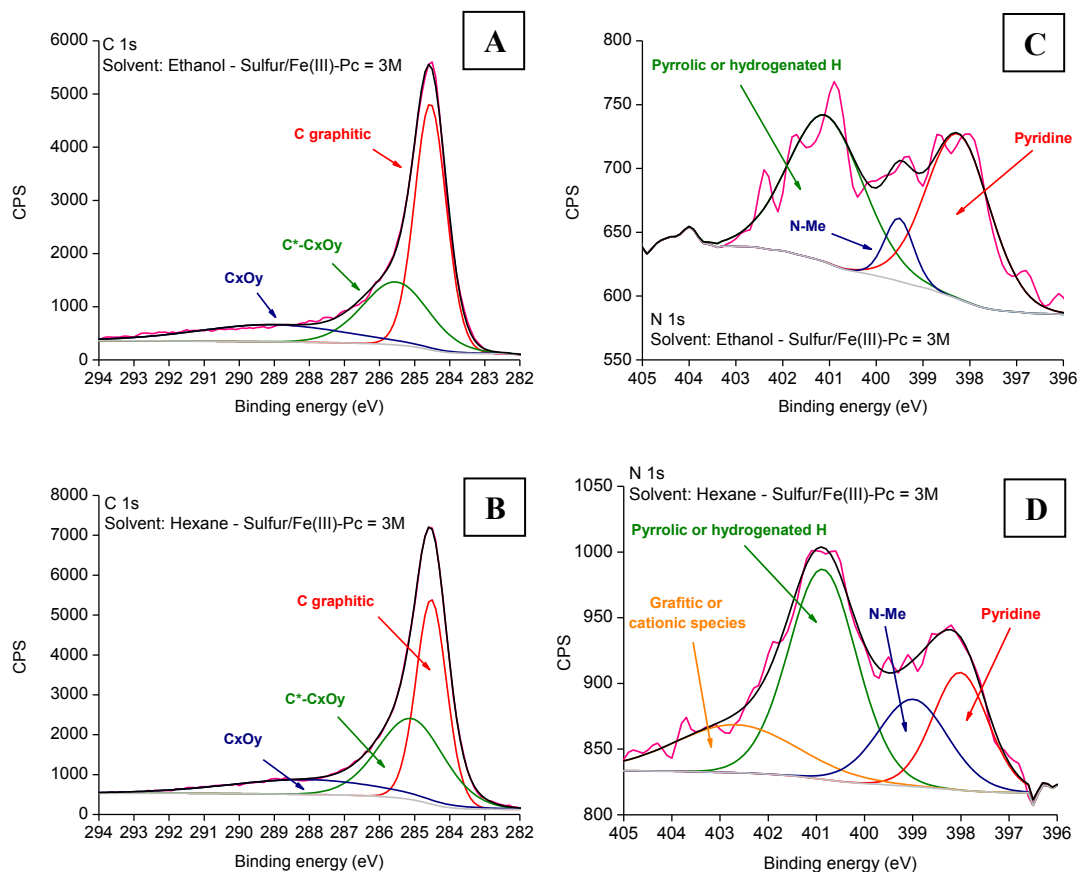 A
C 1s
Solvent: Ethanol - Sulfur/Fe(III)-Pc = 3M
C graphitic
C*-CxOy
CxOy
CPS
6000
5000
4000
3000
2000
1000
0
294 293 292 291 290 289 288 287 286 285 284 283 282
Binding energy (eV)
C
Pyrrolic or hydrogenated H
Pyridine
N-Me
N 1s
Solvent: Ethanol - Sulfur/Fe(III)-Pc = 3M
CPS
800
750
700
650
600
550
405 404 403 402 401 400 399 398 397 396
Binding energy (eV)
B
C 1s
Solvent: Hexane - Sulfur/Fe(III)-Pc = 3M
C graphitic
C*-CxOy
CxOy
CPS
8000
7000
6000
5000
4000
3000
2000
1000
0
294 293 292 291 290 289 288 287 286 285 284 283 282
Binding energy (eV)
D
N 1s
Solvent: Hexane - Sulfur/Fe(III)-Pc = 3M
Pyrrolic or hydrogenated H
Grafitic or
cationic species
N-Me
Pyridine
CPS
1050
1000
950
900
850
800
405 404 403 402 401 400 399 398 397 396
Binding energy (eV)